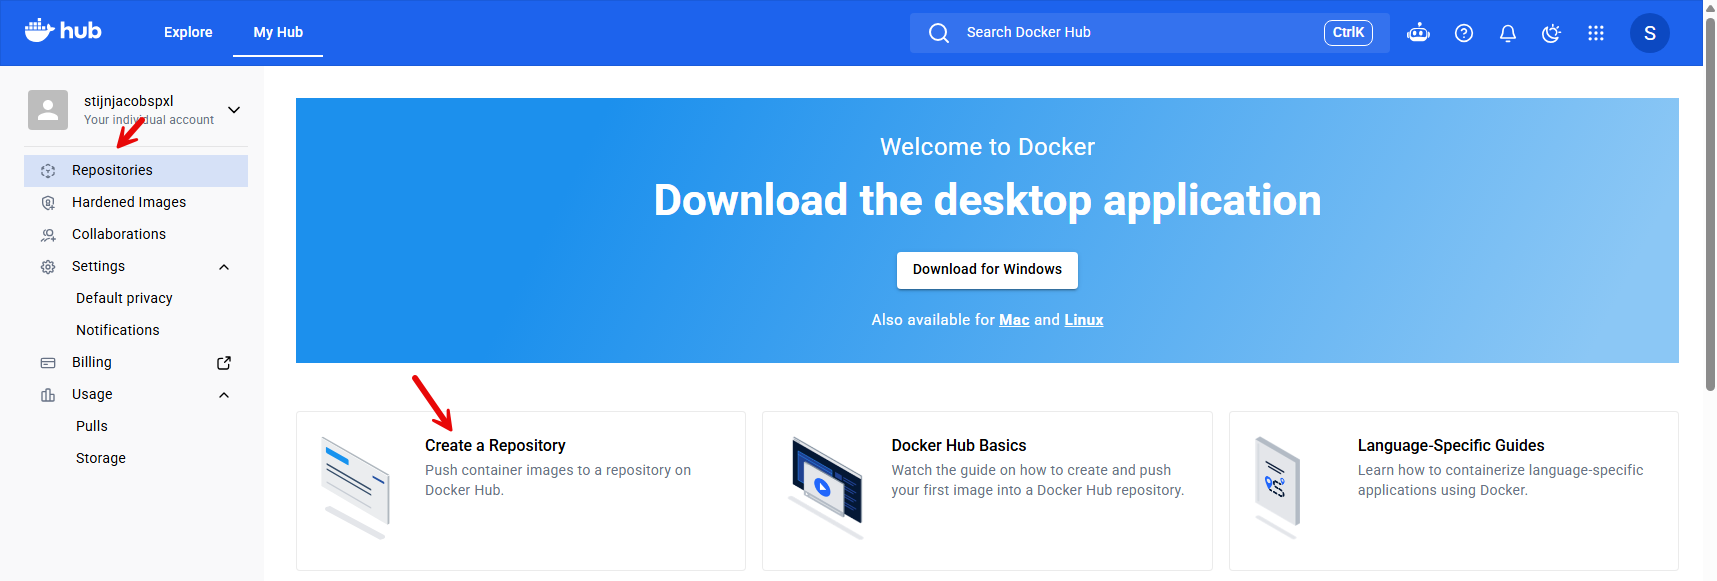 hub
Explore
My Hub
Search Docker Hub
CtrlK
S
stijnjacobspxl
Your individual account
Repositories
Hardened Images
Collaborations
Settings
Default privacy
Notifications
Billing
Usage
Pulls
Storage
Welcome to Docker
Download the desktop application
Download for Windows
Also available for Mac and Linux
Create a Repository
Push container images to a repository on
Docker Hub.
Docker Hub Basics
Watch the guide on how to create and push
your first image into a Docker Hub repository.
Language-Specific Guides
Learn how to containerize language-specific
applications using Docker.